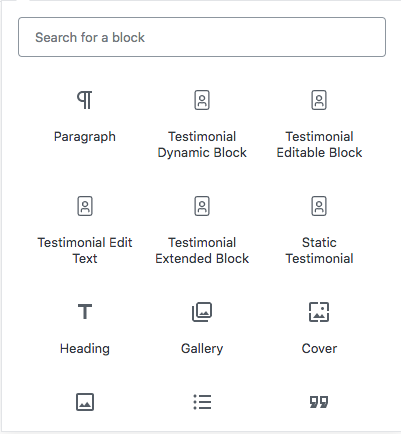 Search for a block
Paragraph
Testimonial
Dynamic Block
Testimonial
Editable Block
Testimonial Edit
Text
Testimonial
Extended Block
Static
Testimonial
Heading
Gallery
Cover